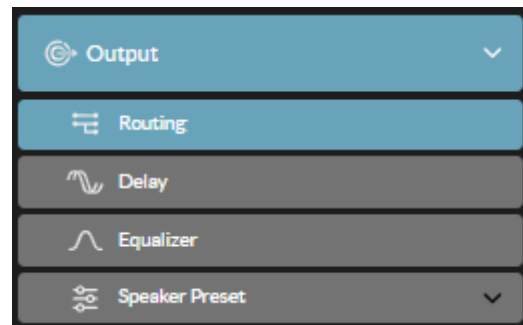 Output
Routing
Delay
Equalizer
Speaker Preset